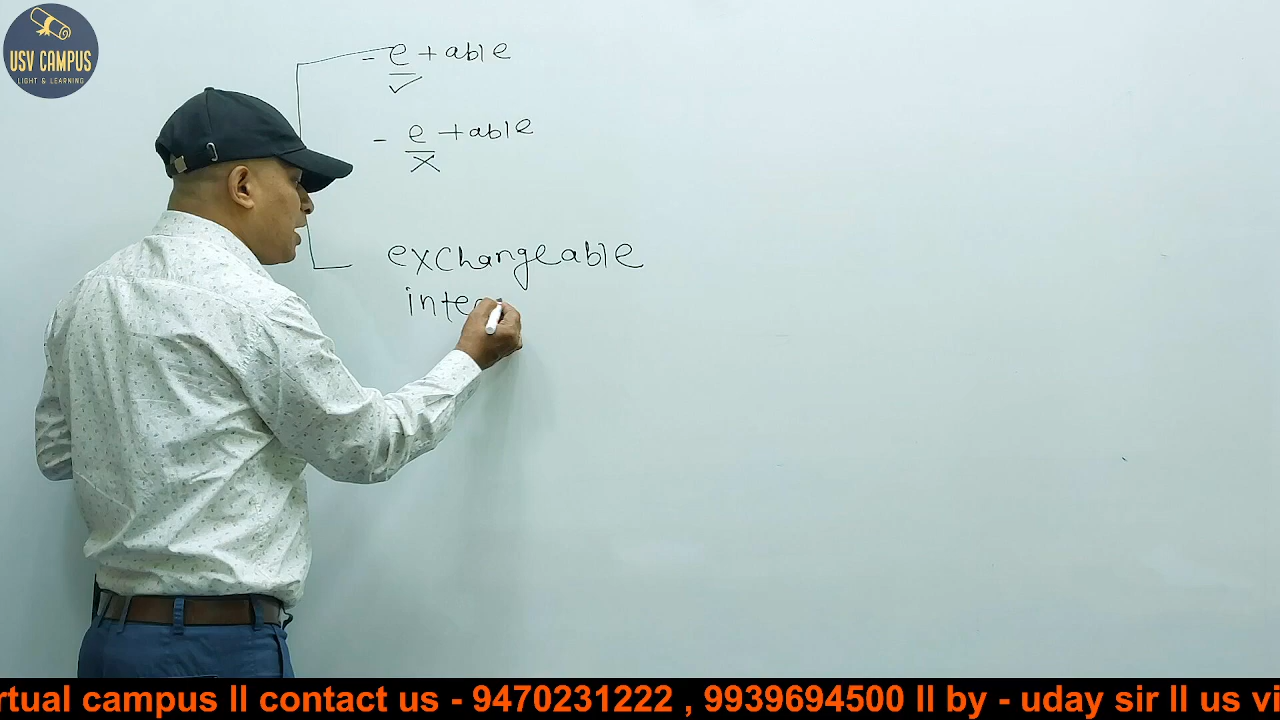 USV CAMPUS
LIGHT & LEARNING
- e + able
✓
- e + able
x
exchangeable
inte
rtual campus ll contact us - 9470231222 , 9939694500 ll by - uday sir ll us vi